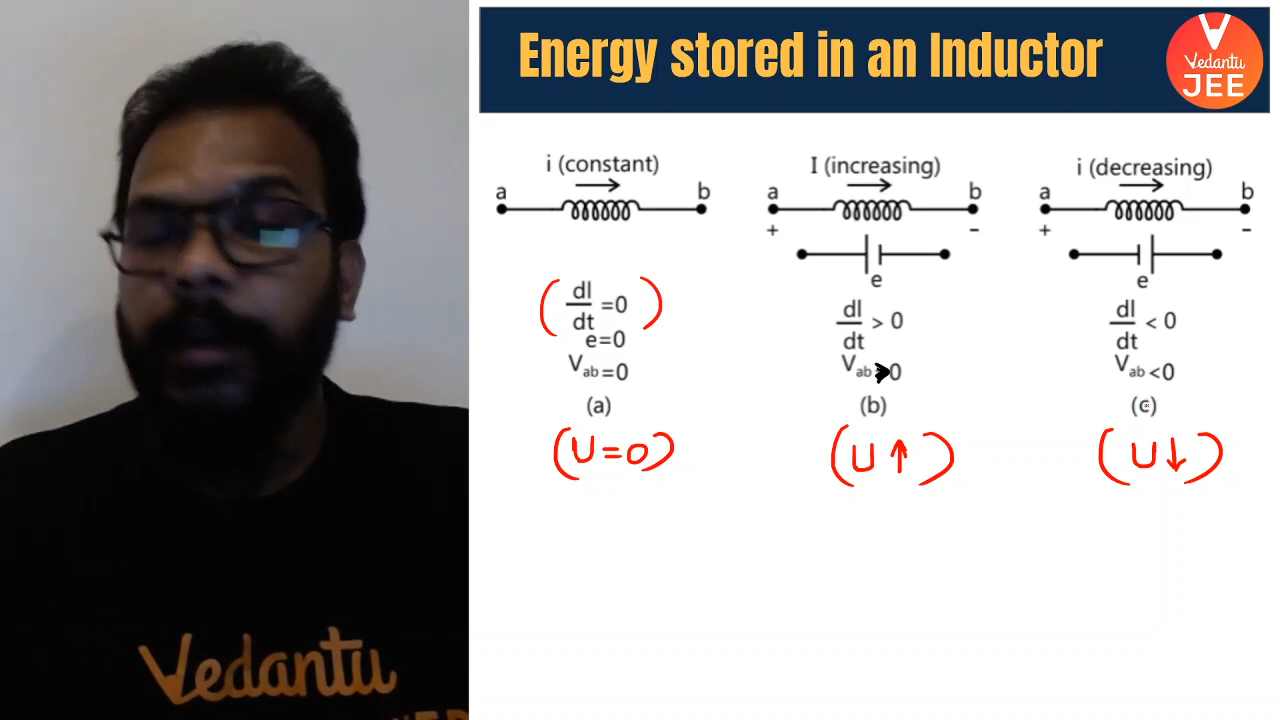 Energy stored in an Inductor
Vedantu
JEE
i (constant)
a b
dI
dt
=0
e=0
Vab=0
(a)
(U=0)
I (increasing)
a b
+ -
e
dI
dt
> 0
Vab>0
(b)
(U↑)
i (decreasing)
a b
+ -
e
dI
dt
< 0
Vab<0
(c)
(U↓)
Vedantu